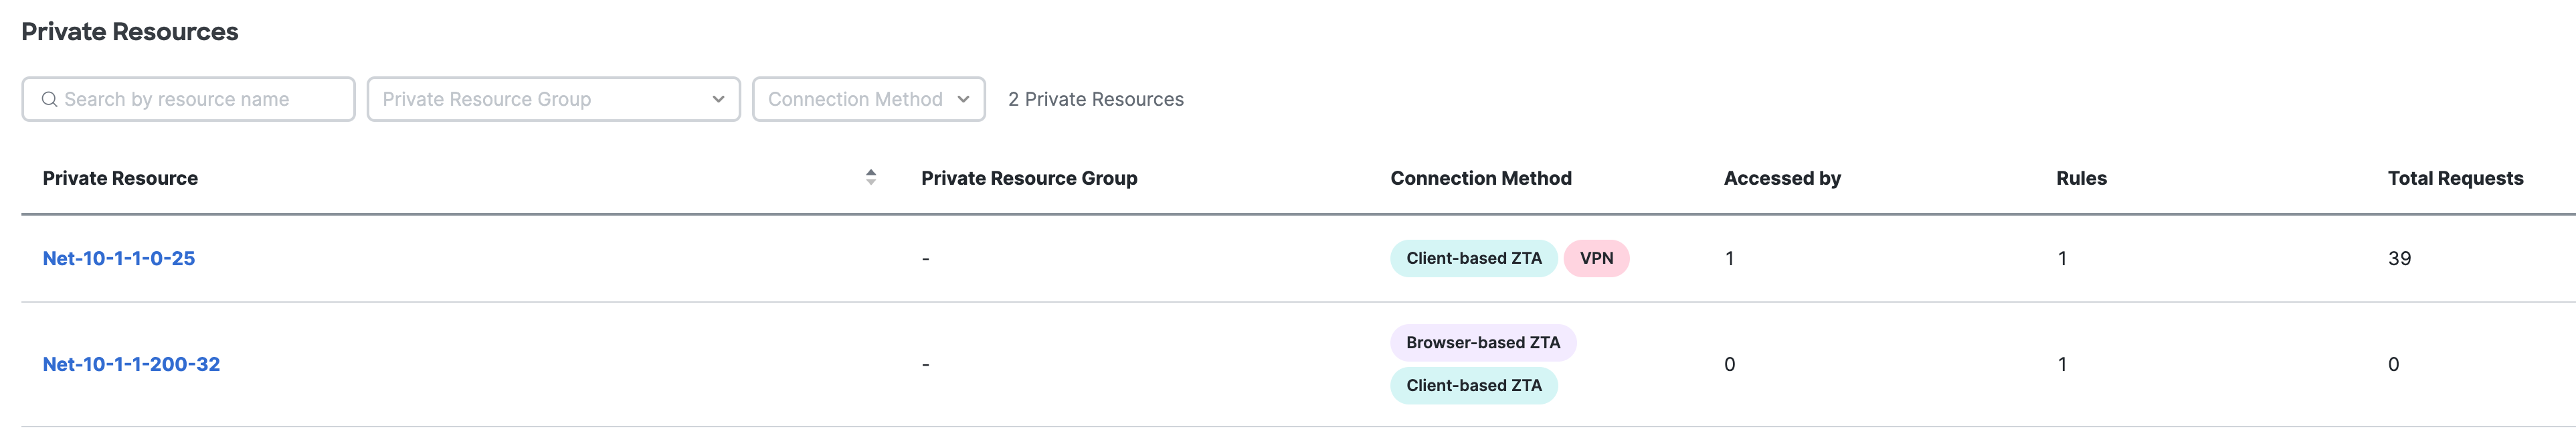 Private Resources
Search by resource name Private Resource Group Connection Method 2 Private Resources
Private Resource Private Resource Group Connection Method Accessed by Rules Total Requests
Net-10-1-1-0-25 - Client-based ZTA VPN 1 1 39
Browser-based ZTA
Net-10-1-1-200-32 - 0 1 0
Client-based ZTA